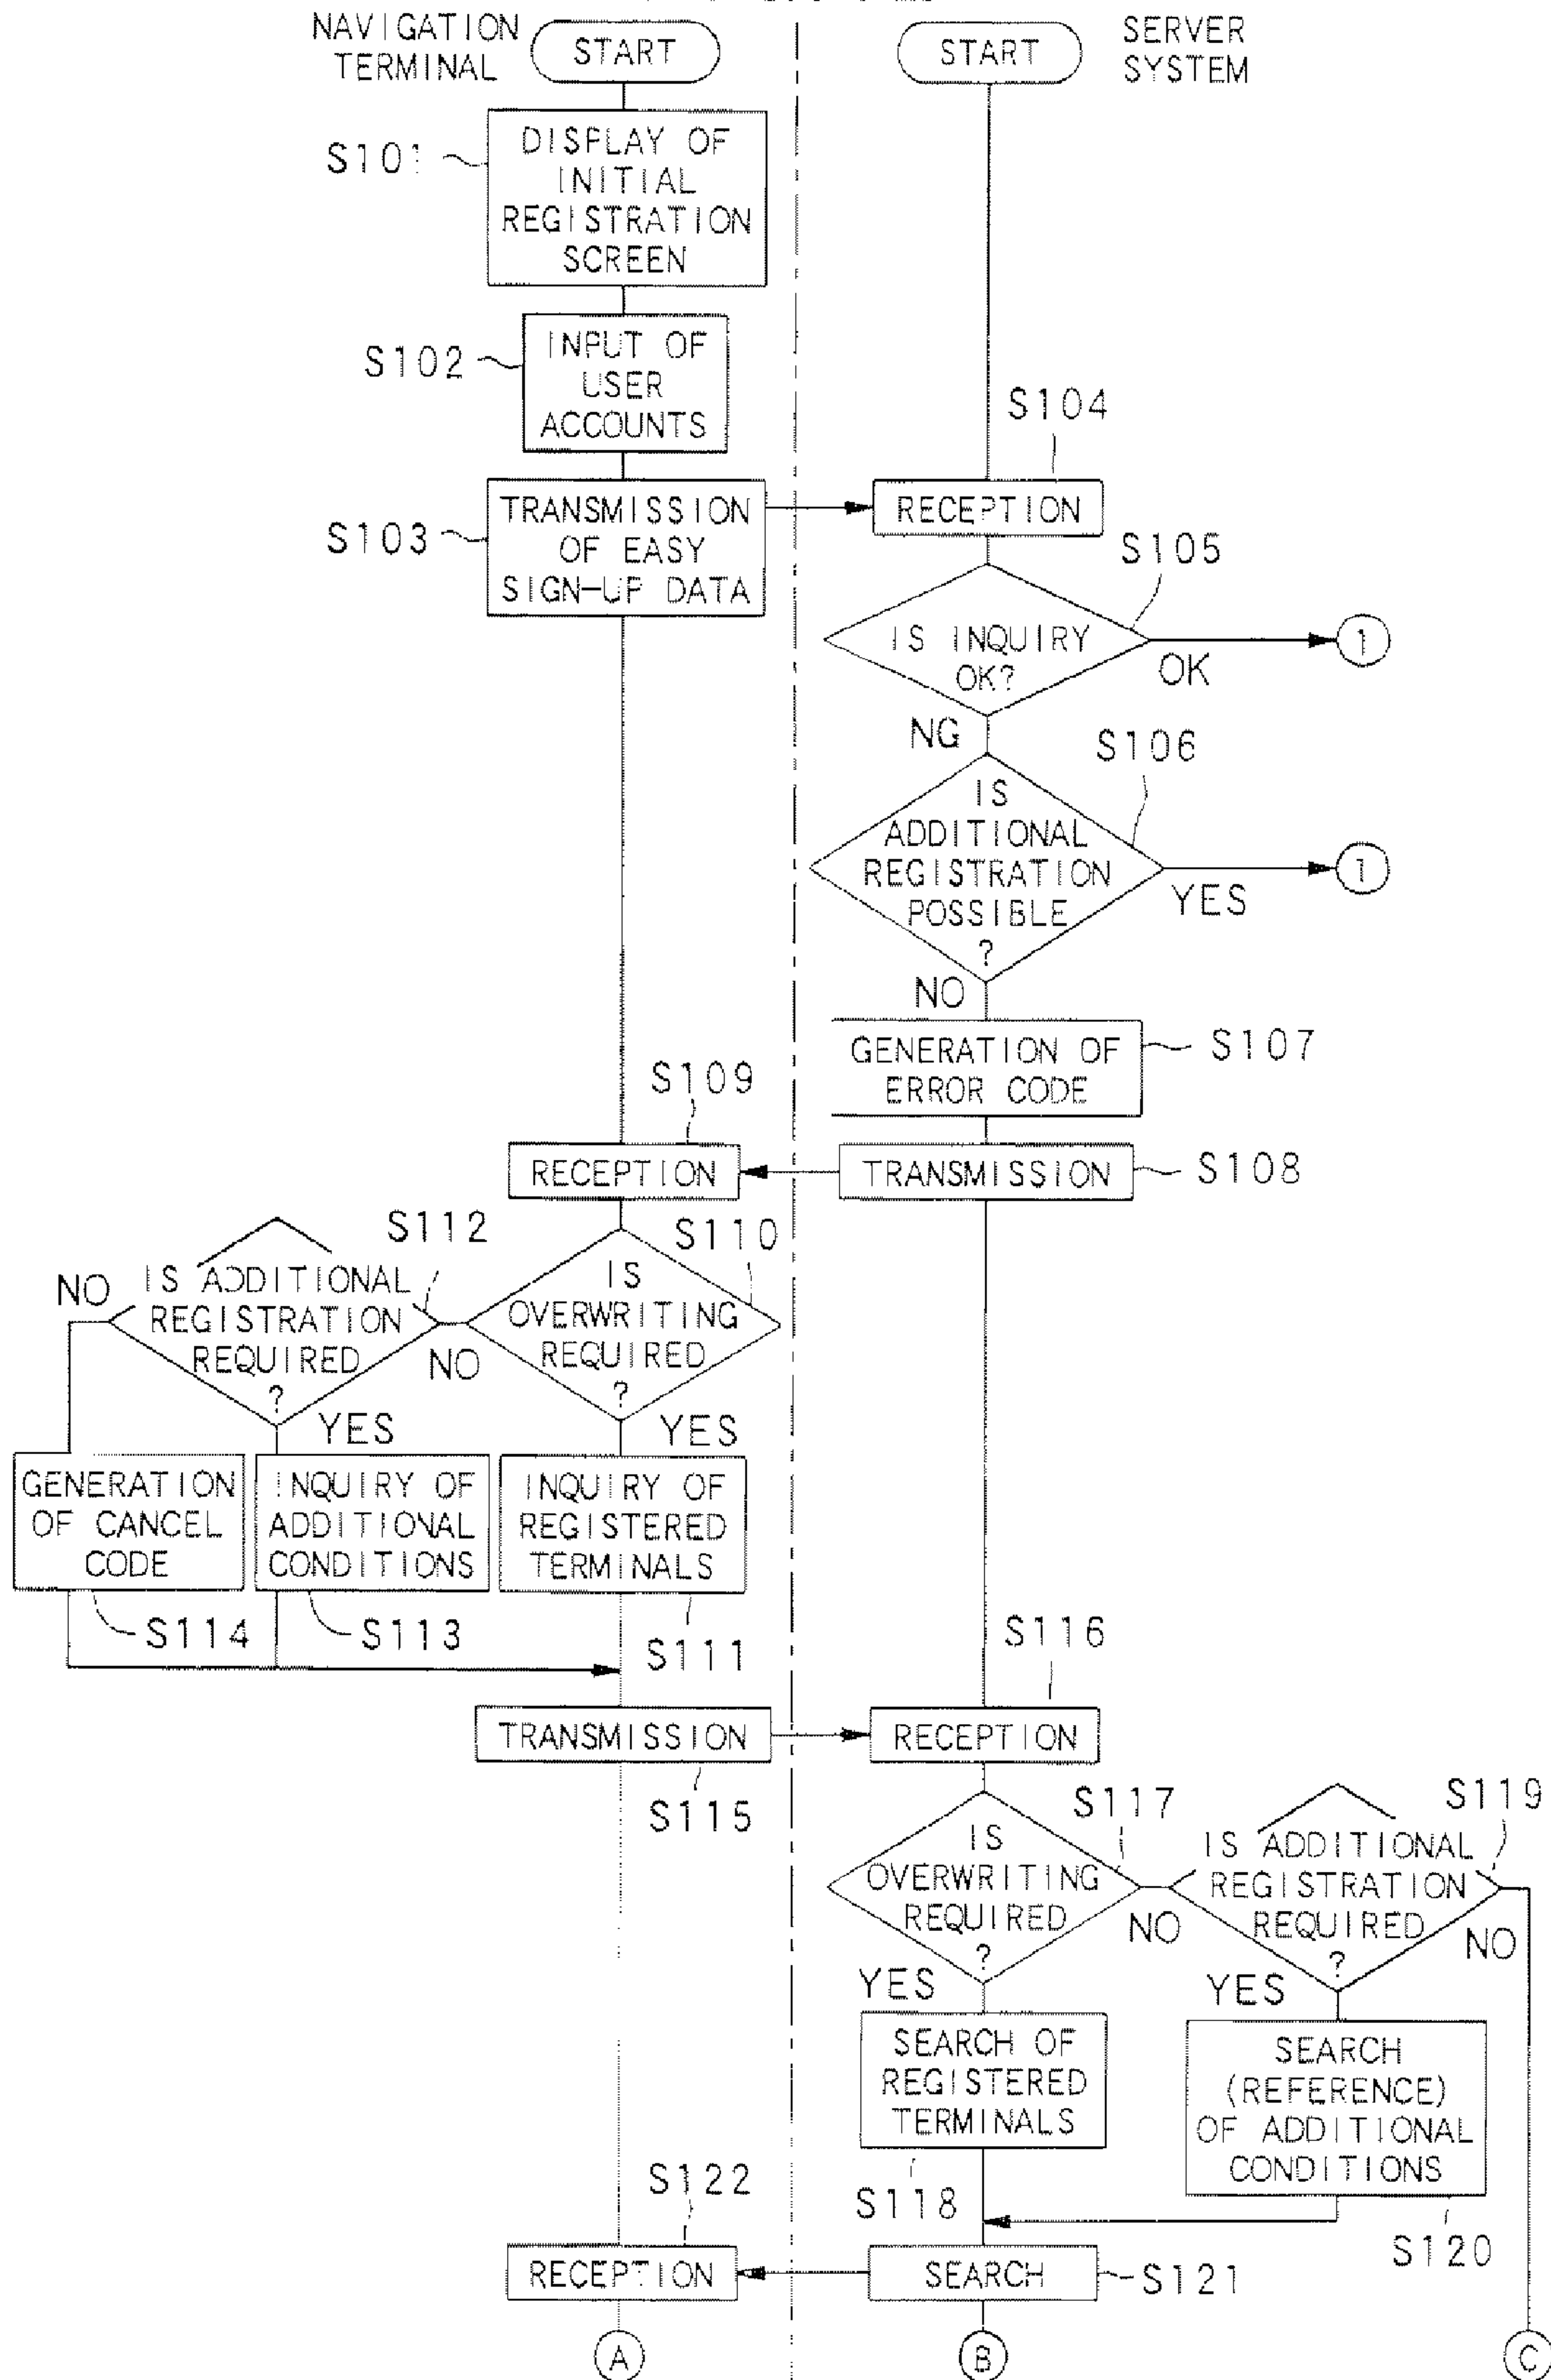 NAVIGATION
TERMINAL
START
START
SERVER
SYSTEM
S101
DISPLAY OF
INITIAL
REGISTRATION
SCREEN
S102
INPUT OF
USER
ACCOUNTS
S103
TRANSMISSION
OF EASY
SIGN-UP DATA
S104
RECEPTION
S105
IS INQUIRY
OK?
OK
1
NG
S106
IS
ADDITIONAL
REGISTRATION
POSSIBLE
?
YES
1
NO
GENERATION OF
ERROR CODE
S107
S109
RECEPTION
TRANSMISSION
S108
S112
S110
NO
IS ADDITIONAL
REGISTRATION
REQUIRED
?
NO
IS
OVERWRITING
REQUIRED
?
YES
YES
GENERATION
OF CANCEL
CODE
INQUIRY OF
ADDITIONAL
CONDITIONS
INQUIRY OF
REGISTERED
TERMINALS
S114
S113
S111
S116
TRANSMISSION
RECEPTION
S115
S117
S119
IS
OVERWRITING
REQUIRED
?
NO
IS ADDITIONAL
REGISTRATION
REQUIRED
?
NO
YES
YES
SEARCH OF
REGISTERED
TERMINALS
SEARCH
(REFERENCE)
OF ADDITIONAL
CONDITIONS
S122
S118
S120
RECEPTION
SEARCH
S121
A
B
C